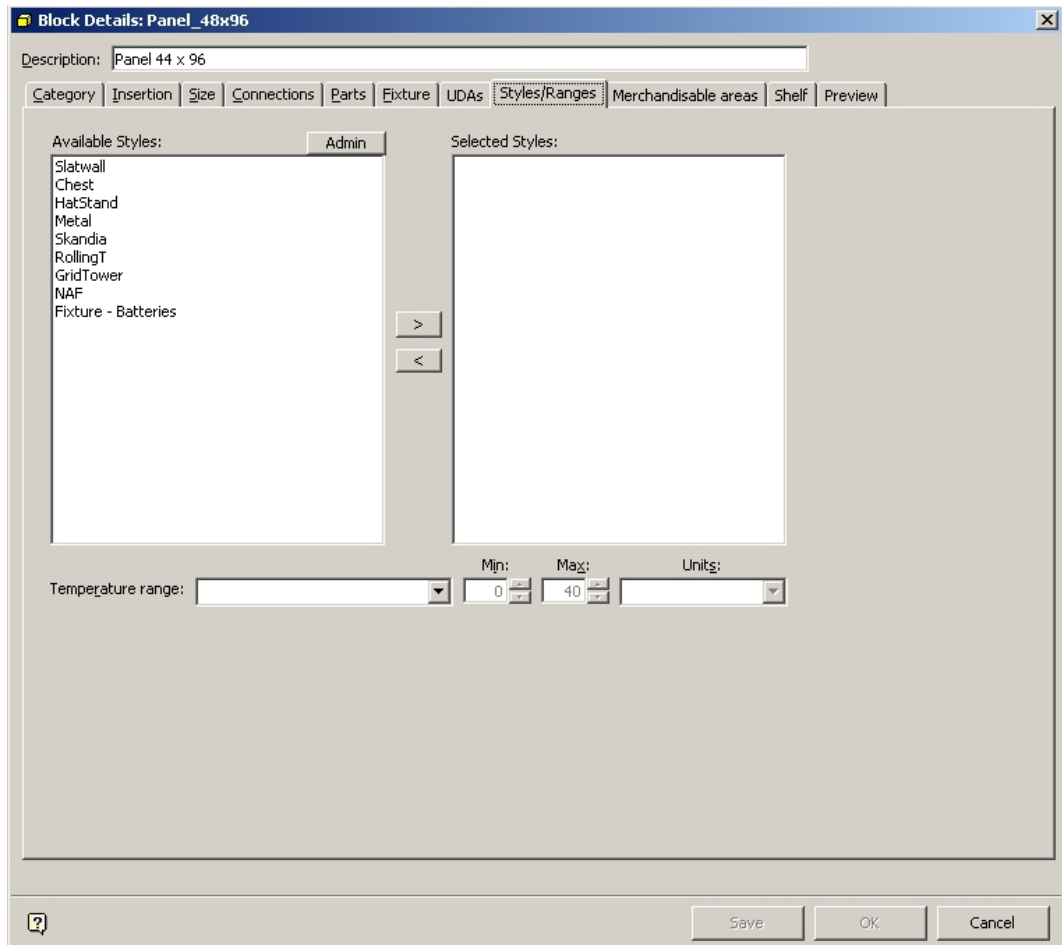 Block Details: Panel_48x96
Description: Panel 44 x 96
Category Insertion Size Connections Parts Fixture UDAs Styles/Ranges Merchandisable areas Shelf Preview
Available Styles: Admin Selected Styles:
Slatwall
Chest
HatStand
Metal
Skandia
RollingT
GridTower
NAF
Fixture - Batteries
>
<
Min: Max: Units:
Temperature range: 0 40
? Save OK Cancel